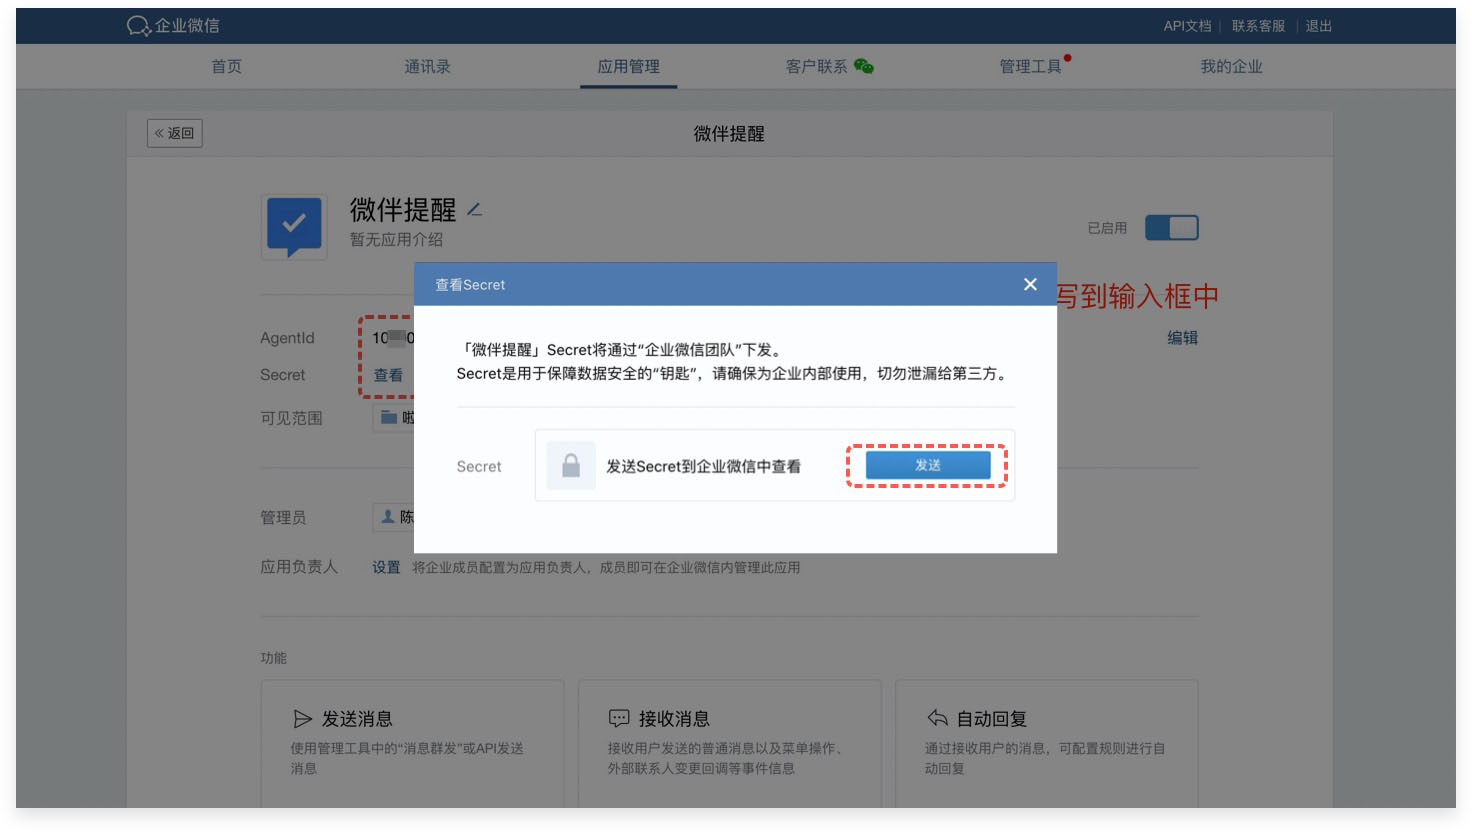 企业微信
API文档 | 联系客服 | 退出
首页 通讯录 应用管理 客户联系 管理工具 我的企业
« 返回 微伴提醒
微伴提醒
暂无应用介绍
已启用
查看Secret
写到输入框中
AgentId 10 0
编辑
「微伴提醒」Secret将通过“企业微信团队”下发。
Secret 查看
Secret是用于保障数据安全的“钥匙”，请确保为企业内部使用，切勿泄漏给第三方。
可见范围 啦
Secret 发送Secret到企业微信中查看 发送
管理员 陈
应用负责人 设置 将企业成员配置为应用负责人，成员即可在企业微信内管理此应用
功能
发送消息
使用管理工具中的“消息群发”或API发送
消息
接收消息
接收用户发送的普通消息以及菜单操作、
外部联系人变更回调等事件信息
自动回复
通过接收用户的消息，可配置规则进行自
动回复